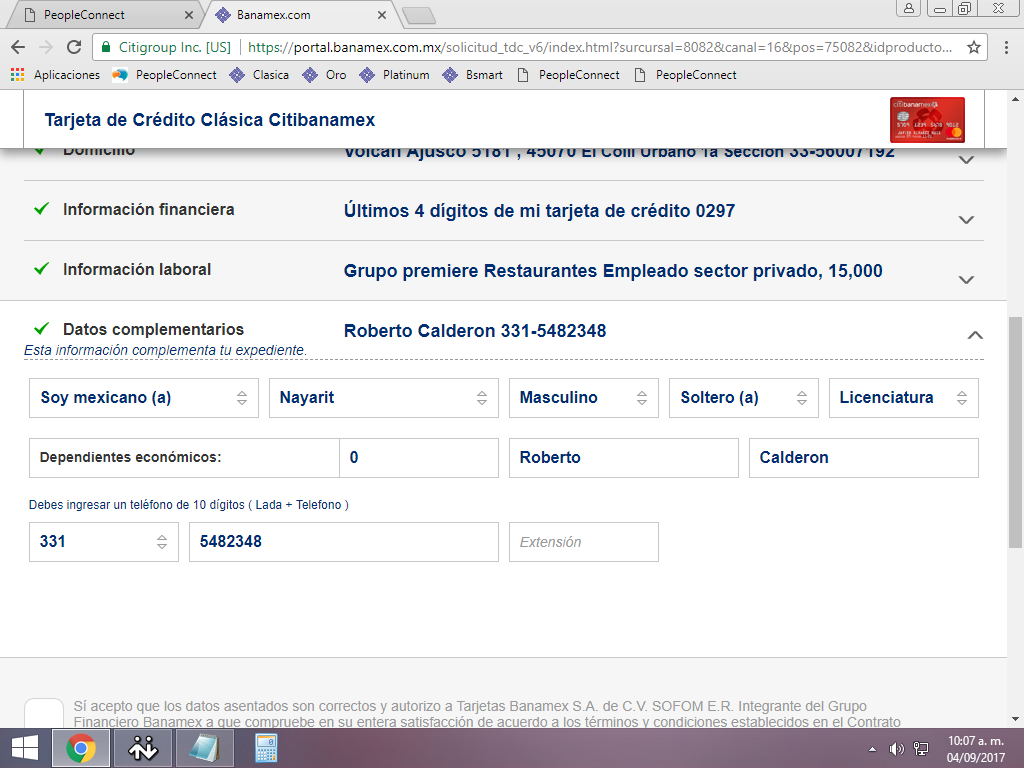 PeopleConnect
Banamex.com
Citigroup Inc. [US] https://portal.banamex.com.mx/solicitud_tdc_v6/index.html?surcursal=8082&canal=16&pos=75082&idproducto...
Aplicaciones PeopleConnect Clasica Oro Platinum Bsmart PeopleConnect PeopleConnect
Tarjeta de Crédito Clásica Citibanamex
citibanamex
Domicilio Volcan Ajusco 5181 , 45070 El Colli Urbano 1a Seccion 33-56007192
Información financiera Últimos 4 dígitos de mi tarjeta de crédito 0297
Información laboral Grupo premiere Restaurantes Empleado sector privado, 15,000
Datos complementarios Roberto Calderon 331-5482348
Esta información complementa tu expediente.
Soy mexicano (a) Nayarit Masculino Soltero (a) Licenciatura
Dependientes económicos: 0 Roberto Calderon
Debes ingresar un teléfono de 10 dígitos ( Lada + Telefono )
331 5482348 Extensión
Sí acepto que los datos asentados son correctos y autorizo a Tarjetas Banamex S.A. de C.V. SOFOM E.R. Integrante del Grupo
Financiero Banamex a que compruebe en su entera satisfacción de acuerdo a los términos y condiciones establecidos en el Contrato
10:07 a. m.
04/09/2017